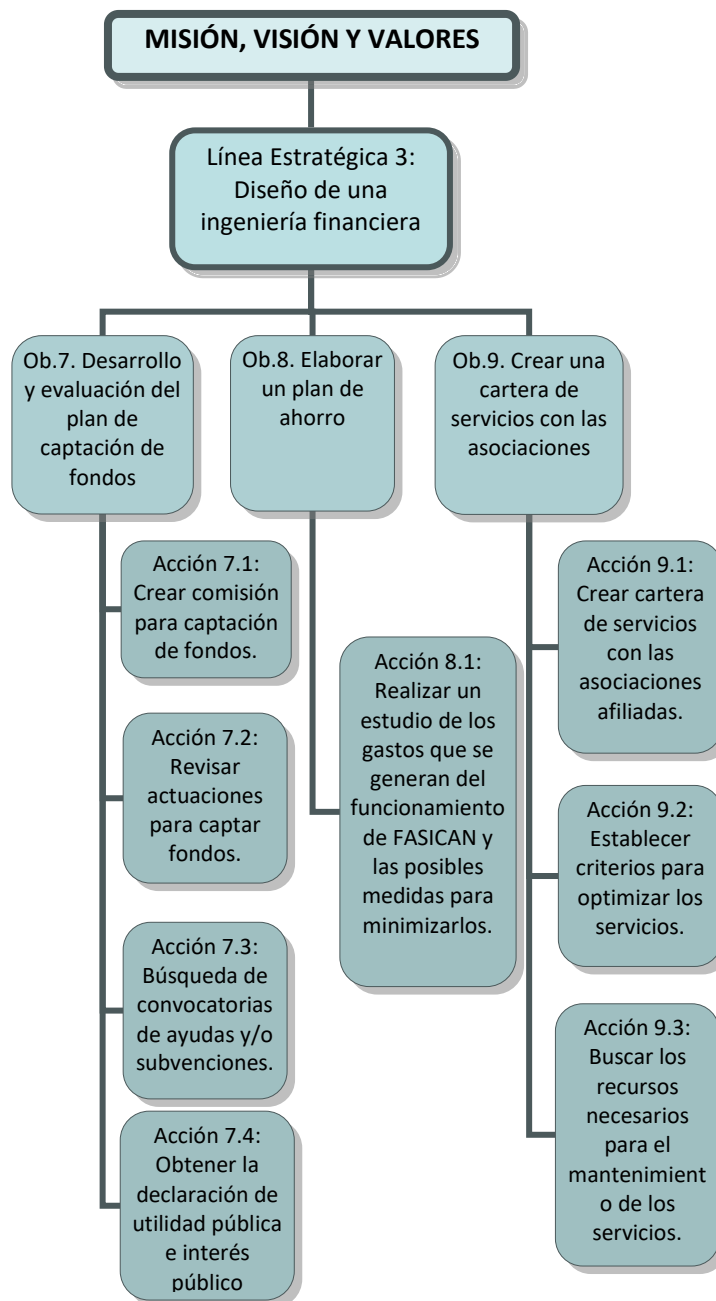 MISIÓN, VISIÓN Y VALORES
Línea Estratégica 3:
Diseño de una
ingeniería financiera
Ob.7. Desarrollo
y evaluación del
plan de
captación de
fondos
Ob.8. Elaborar
un plan de
ahorro
Ob.9. Crear una
cartera de
servicios con las
asociaciones
Acción 7.1:
Crear comisión
para captación
de fondos.
Acción 7.2:
Revisar
actuaciones
para captar
fondos.
Acción 7.3:
Búsqueda de
convocatorias
de ayudas y/o
subvenciones.
Acción 7.4:
Obtener la
declaración de
utilidad pública
e interés
público
Acción 8.1:
Realizar un
estudio de los
gastos que se
generan del
funcionamiento
de FASICAN y
las posibles
medidas para
minimizarlos.
Acción 9.1:
Crear cartera
de servicios
con las
asociaciones
afiliadas.
Acción 9.2:
Establecer
criterios para
optimizar los
servicios.
Acción 9.3:
Buscar los
recursos
necesarios
para el
mantenimient
o de los
servicios.